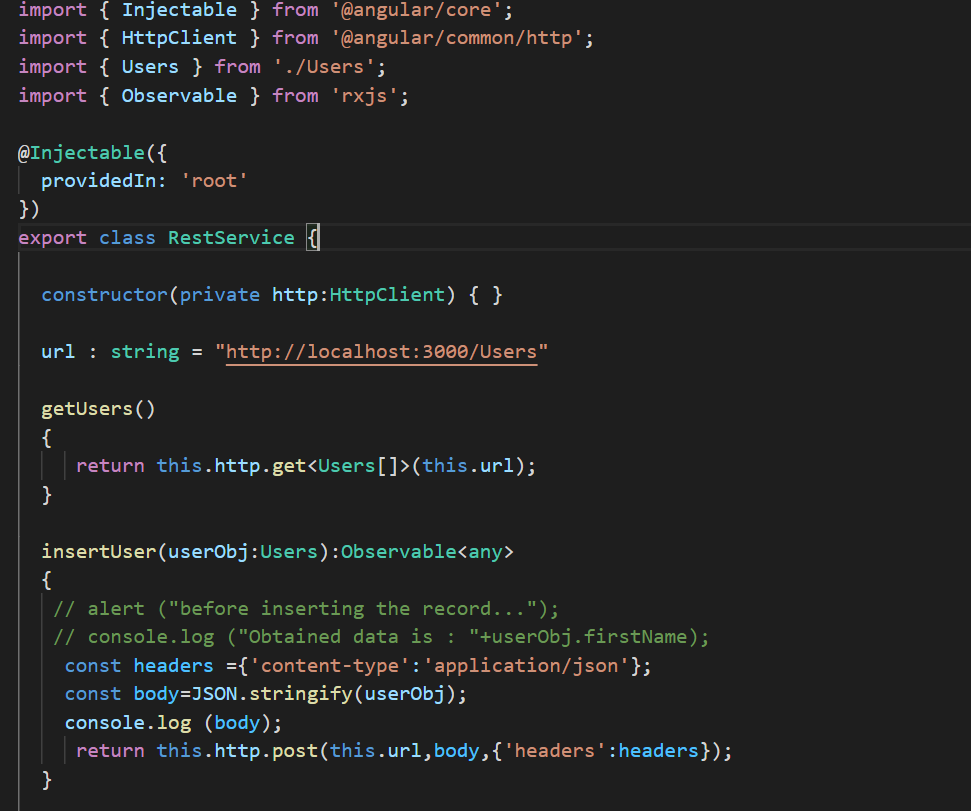 import { Injectable } from '@angular/core';
import { HttpClient } from '@angular/common/http';
import { Users } from './Users';
import { Observable } from 'rxjs';
@Injectable({
providedIn: 'root'
})
export class RestService {
constructor(private http:HttpClient) { }
url : string = "http://localhost:3000/Users"
getUsers()
{
return this.http.get<Users[]>(this.url);
}
insertUser(userObj:Users):Observable<any>
{
// alert ("before inserting the record...");
// console.log ("Obtained data is : "+userObj.firstName);
const headers ={'content-type':'application/json'};
const body=JSON.stringify(userObj);
console.log (body);
return this.http.post(this.url,body,{'headers':headers});
}